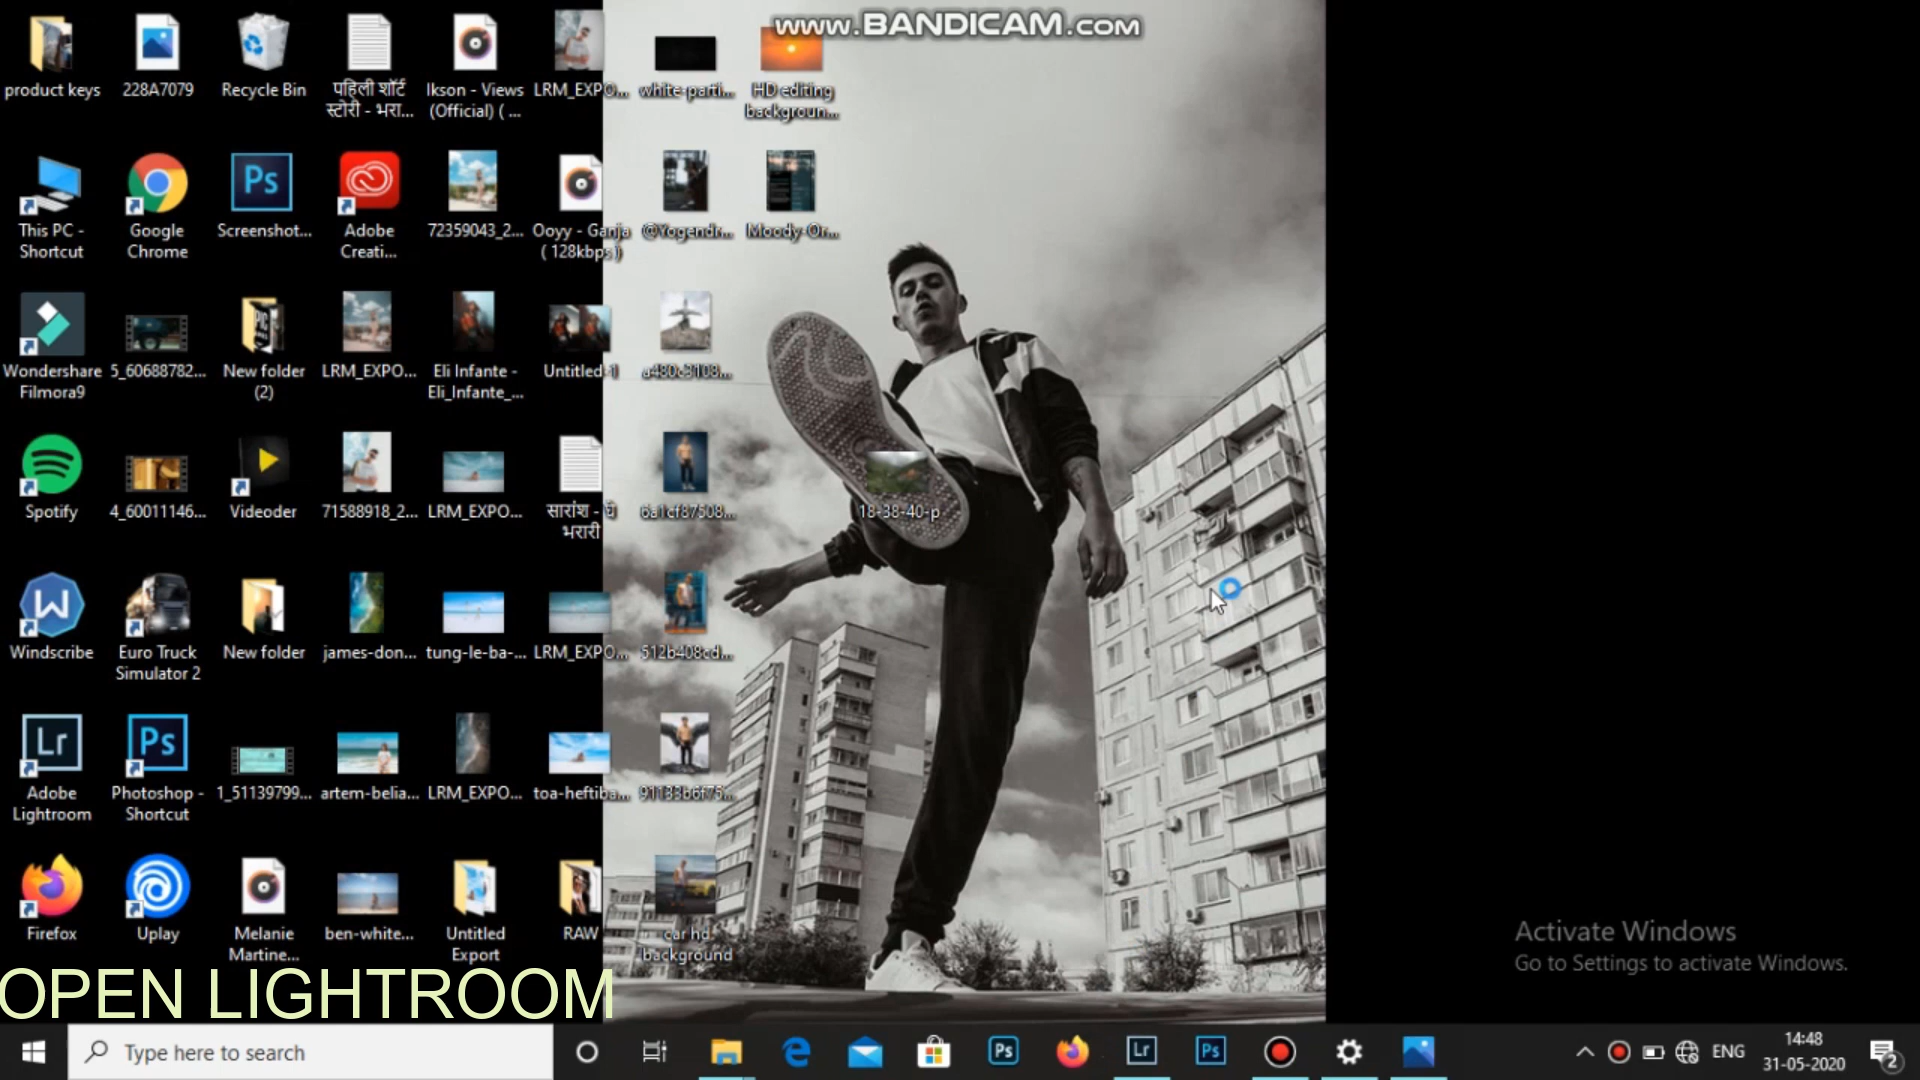 www.BANDICAM.com
product keys
228A7079
Recycle Bin
पहिली शॉर्ट
स्टोरी - भरा...
Ikson - Views
(Official) ( ...
LRM_EXPO...
white-parti...
HD editing
backgroun...
This PC -
Shortcut
Google
Chrome
Screenshot...
Adobe
Creati...
72359043_2...
Ooyy - Ganja
( 128kbps )
@Yogendr...
Moody-Or...
Wondershare
Filmora9
5_60688782...
New folder
(2)
LRM_EXPO...
Eli Infante -
Eli_Infante_...
Untitled-1
a480c3108...
Spotify
4_60011146...
Videoder
71588918_2...
LRM_EXPO...
सारांश - घे
भरारी
6a1cf87508...
18-38-40-p
Windscribe
Euro Truck
Simulator 2
New folder
james-don...
tung-le-ba-...
LRM_EXPO...
512b408cd...
Adobe
Lightroom
Photoshop -
Shortcut
1_51139799...
artem-belia...
LRM_EXPO...
toa-heftiba...
91133b6f75...
Firefox
Uplay
Melanie
Martine...
ben-white...
Untitled
Export
RAW
car hd
background
Activate Windows
Go to Settings to activate Windows.
OPEN LIGHTROOM
Type here to search
ENG
14:48
31-05-2020
2